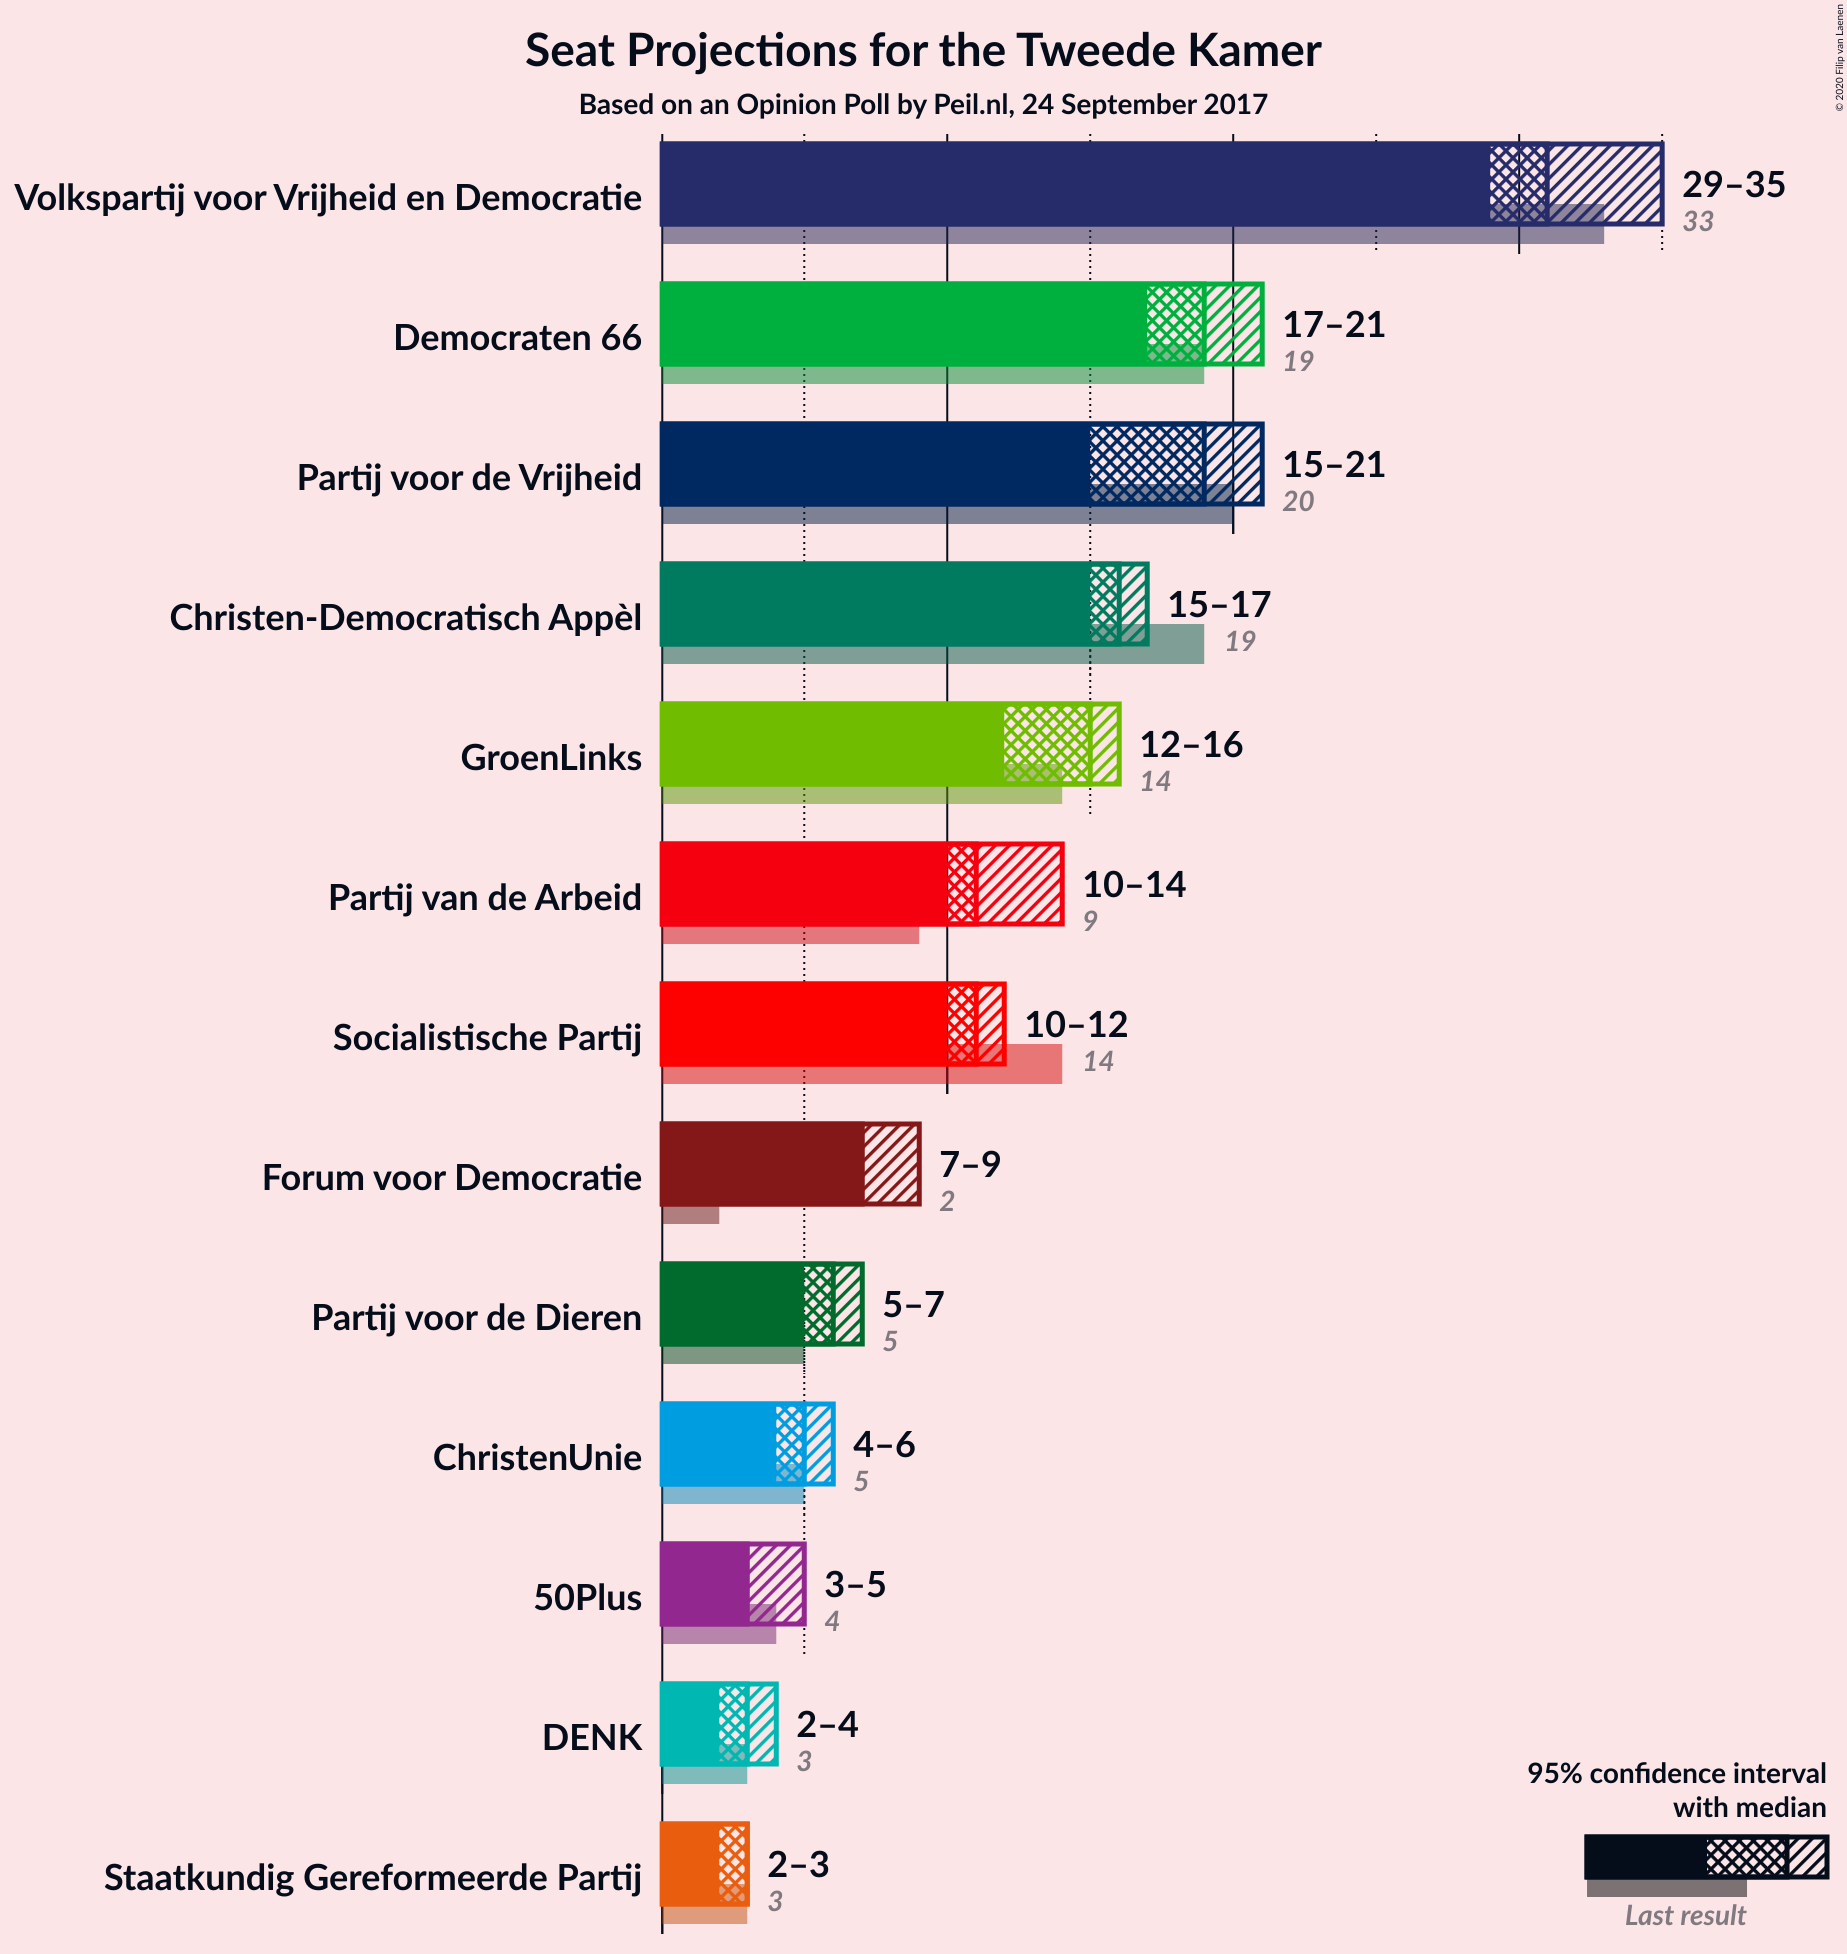 Seat Projections for the Tweede Kamer
Based on an Opinion Poll by Peil.nl, 24 September 2017
© 2020 Filip van Laenen
Volkspartij voor Vrijheid en Democratie
29–35
33
Democraten 66
17–21
19
Partij voor de Vrijheid
15–21
20
Christen-Democratisch Appèl
15–17
19
GroenLinks
12–16
14
Partij van de Arbeid
10–14
9
Socialistische Partij
10–12
14
Forum voor Democratie
7–9
2
Partij voor de Dieren
5–7
5
ChristenUnie
4–6
5
50Plus
3–5
4
DENK
2–4
3
Staatkundig Gereformeerde Partij
2–3
3
95% confidence interval
with median
Last result